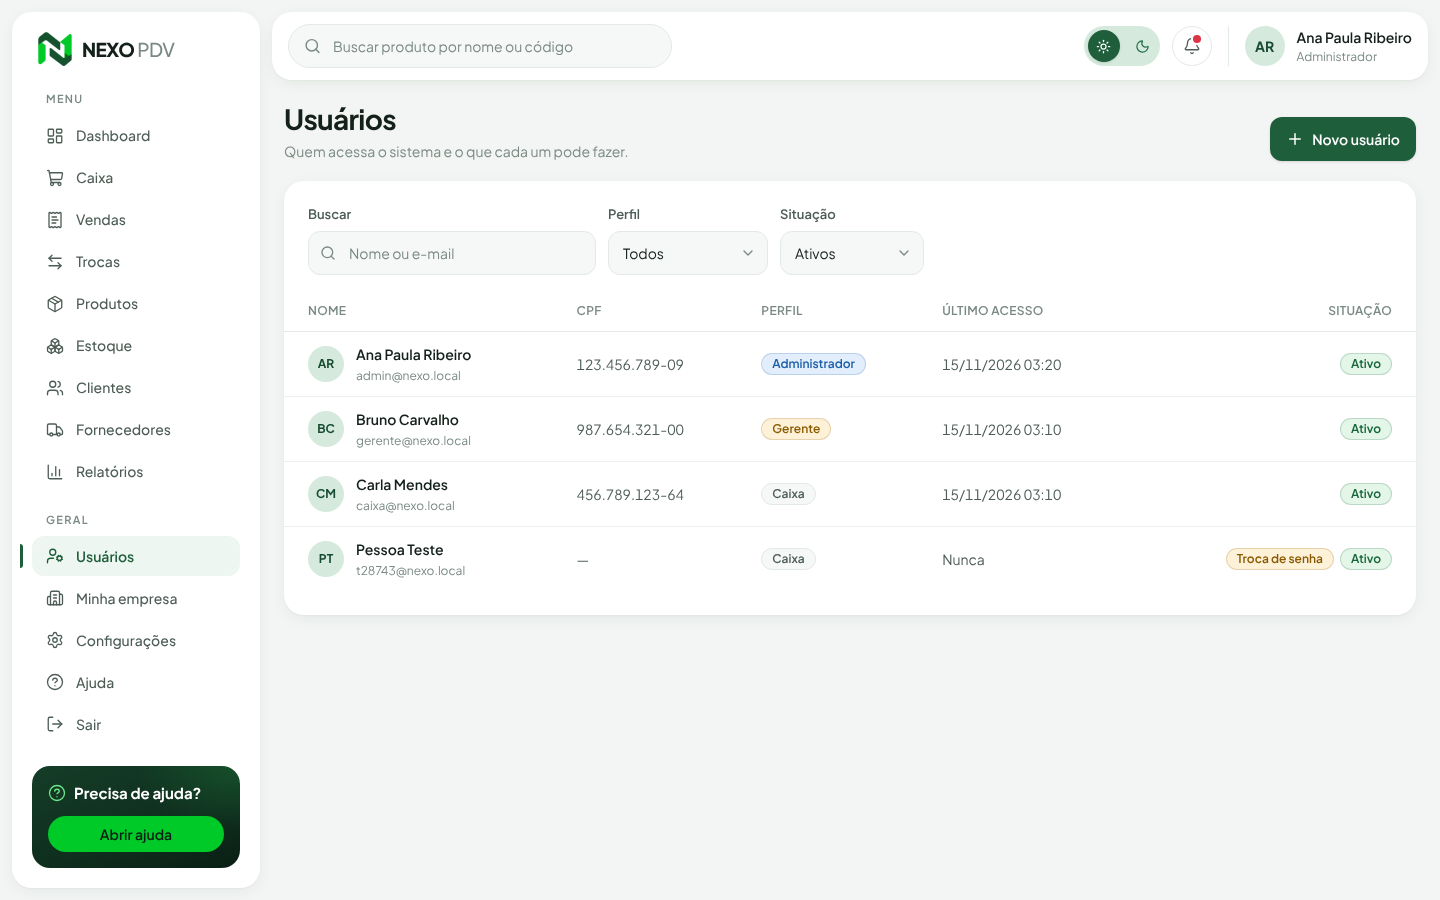 NEXO PDV
MENU
Dashboard
Caixa
Vendas
Trocas
Produtos
Estoque
Clientes
Fornecedores
Relatórios
GERAL
Usuários
Minha empresa
Configurações
Ajuda
Sair
Precisa de ajuda?
Abrir ajuda
Buscar produto por nome ou código
AR
Ana Paula Ribeiro
Administrador
Usuários
Quem acessa o sistema e o que cada um pode fazer.
Novo usuário
Buscar Perfil Situação
Nome ou e-mail Todos Ativos
NOME CPF PERFIL ÚLTIMO ACESSO SITUAÇÃO
AR Ana Paula Ribeiro 123.456.789-09 Administrador 15/11/2026 03:20 Ativo
admin@nexo.local
BC Bruno Carvalho 987.654.321-00 Gerente 15/11/2026 03:10 Ativo
gerente@nexo.local
CM Carla Mendes 456.789.123-64 Caixa 15/11/2026 03:10 Ativo
caixa@nexo.local
PT Pessoa Teste — Caixa Nunca Troca de senha Ativo
t28743@nexo.local